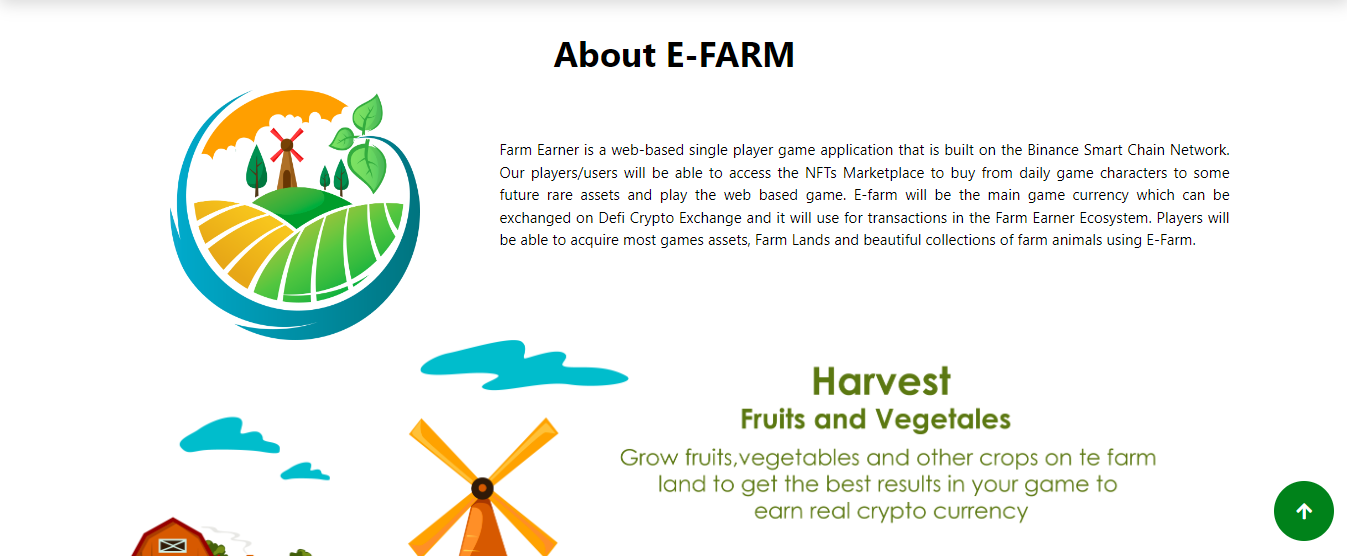 About E-FARM
Farm Earner is a web-based single player game application that is built on the Binance Smart Chain Network.
Our players/users will be able to access the NFTs Marketplace to buy from daily game characters to some
future rare assets and play the web based game. E-farm will be the main game currency which can be
exchanged on Defi Crypto Exchange and it will use for transactions in the Farm Earner Ecosystem. Players will
be able to acquire most games assets, Farm Lands and beautiful collections of farm animals using E-Farm.
Harvest
Fruits and Vegetales
Grow fruits,vegetables and other crops on te farm
land to get the best results in your game to
earn real crypto currency